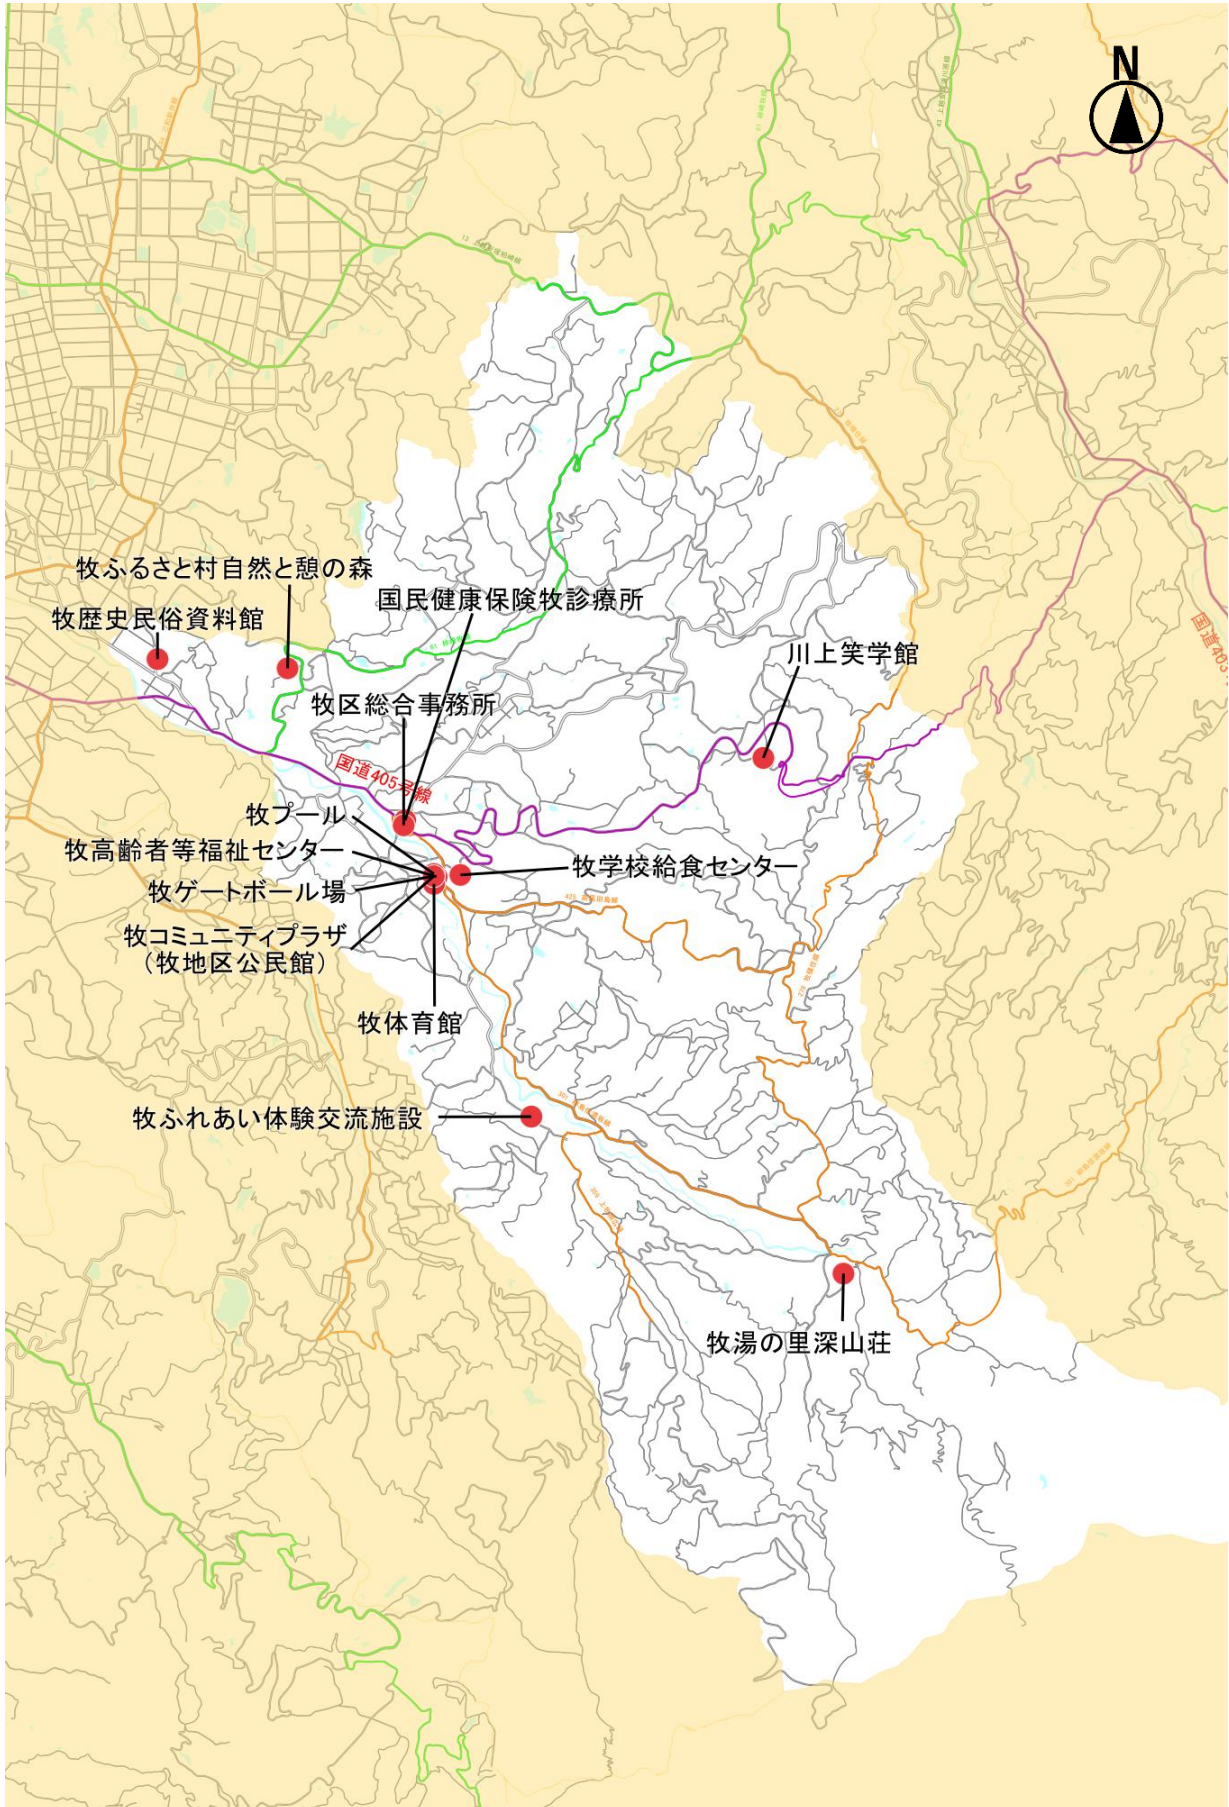 N
牧ふるさと村自然と憩の森
国民健康保険牧診療所
牧歴史民俗資料館
川上笑学館
国道403号
牧区総合事務所
国道405号線
牧プール
牧高齢者等福祉センター
牧学校給食センター
牧ゲートボール場
牧コミュニティプラザ
（牧地区公民館）
牧体育館
牧ふれあい体験交流施設
牧湯の里深山荘